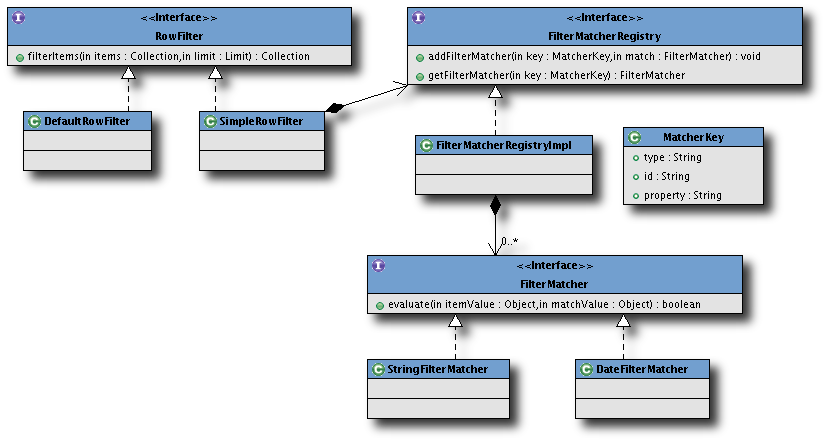 I
<<Interface>>
RowFilter
filterItems(in items : Collection,in limit : Limit) : Collection
I
<<Interface>>
FilterMatcherRegistry
addFilterMatcher(in key : MatcherKey,in match : FilterMatcher) : void
getFilterMatcher(in key : MatcherKey) : FilterMatcher
C DefaultRowFilter
C SimpleRowFilter
C FilterMatcherRegistryImpl
C MatcherKey
type : String
id : String
property : String
0..*
I
<<Interface>>
FilterMatcher
evaluate(in itemValue : Object,in matchValue : Object) : boolean
C StringFilterMatcher
C DateFilterMatcher